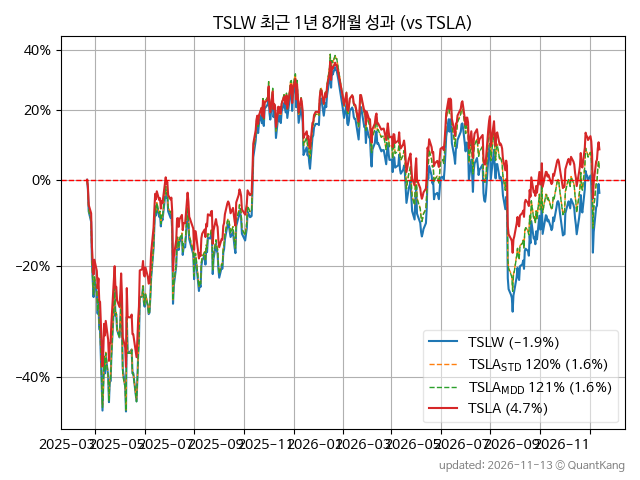 TSLW 최근 1년 8개월 성과 (vs TSLA)
40%
20%
0%
−20%
−40%
TSLW (−1.9%)
TSLA_STD 120% (1.6%)
TSLA_MDD 121% (1.6%)
TSLA (4.7%)
2025-03 2025-05 2025-07 2025-09 2025-11 2026-01 2026-03 2026-05 2026-07 2026-09 2026-11
updated: 2026-11-13 © QuantKang